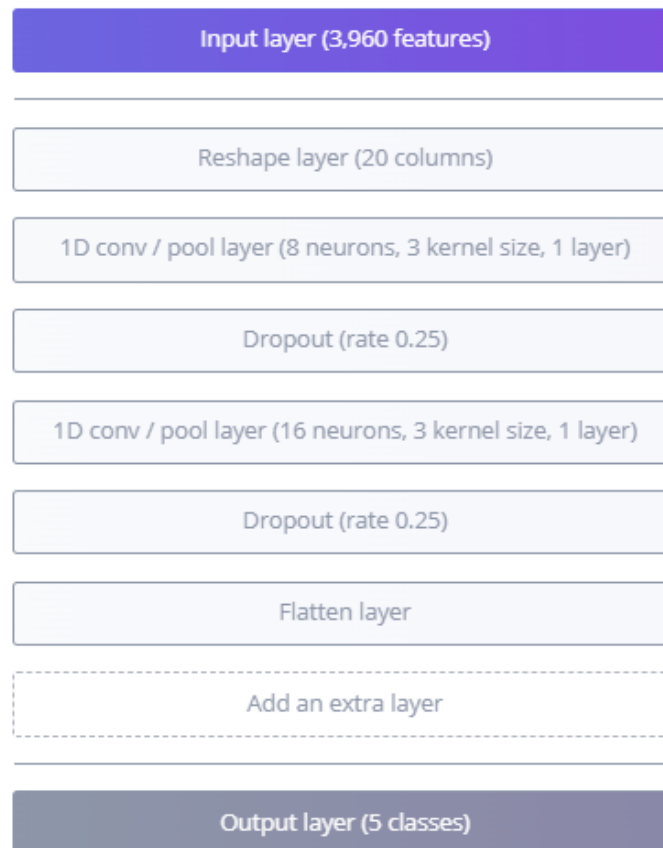 Input layer (3,960 features)
Reshape layer (20 columns)
1D conv / pool layer (8 neurons, 3 kernel size, 1 layer)
Dropout (rate 0.25)
1D conv / pool layer (16 neurons, 3 kernel size, 1 layer)
Dropout (rate 0.25)
Flatten layer
Add an extra layer
Output layer (5 classes)